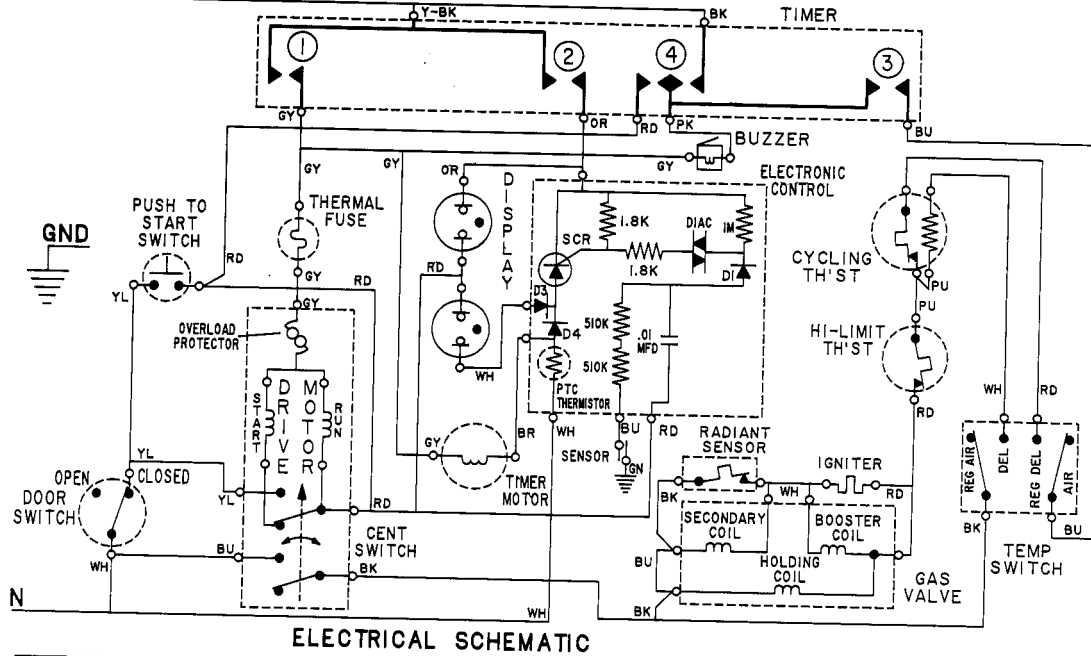 Y-BK
BK
TIMER
1
2
4
3
GY
OR
RD
PK
BU
BUZZER
GY
GY
GY
OR
DISPLAY
ELECTRONIC
CONTROL
THERMAL
FUSE
PUSH TO
START
SWITCH
GND
1.8K
DIAC
1M
SCR
1.8K
D1
CYCLING
TH'ST
RD
YL
RD
GY
RD
PU
PU
GY
D3
D4
510K
.01
MFD
510K
HI-LIMIT
TH'ST
OVERLOAD
PROTECTOR
WH
PTC
THERMISTOR
WH
RD
START
DRIVE
MOTOR
RUN
BR
WH
BU
RD
RD
GY
SENSOR
GN
RADIANT
SENSOR
IGNITER
REG AIR
DEL
REG DEL
AIR
YL
OPEN
CLOSED
DOOR
SWITCH
TIMER
MOTOR
YL
RD
BK
WH
RD
BK
BU
SECONDARY
COIL
BOOSTER
COIL
CENT
SWITCH
TEMP
SWITCH
WH
BU
BK
BU
HOLDING
COIL
GAS
VALVE
N
WH
BK
ELECTRICAL SCHEMATIC